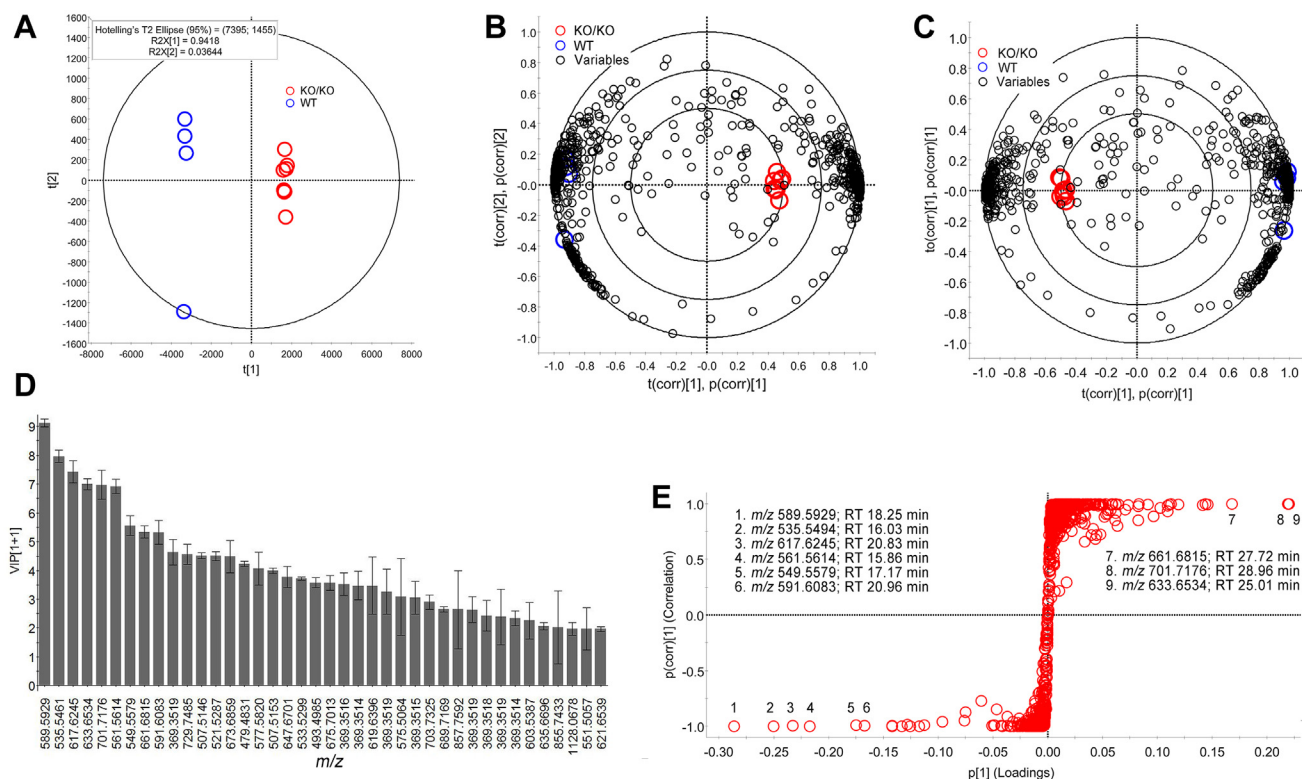 A
Hotelling's T2 Ellipse (95%) = (7395; 1455)
R2X[1] = 0.9418
R2X[2] = 0.03644
KO/KO
WT
1600
1400
1200
1000
800
600
400
200
0
-200
-400
-600
-800
-1000
-1200
-1400
1600
t[2]
-8000 -6000 -4000 -2000 0 2000 4000 6000 8000
t[1]
B
KO/KO
WT
Variables
1.0
0.8
0.6
0.4
0.2
-0.0
-0.2
-0.4
-0.6
-0.8
-1.0
t(corr)[2], p(corr)[2]
-1.0 -0.8 -0.6 -0.4 -0.2 0.0 0.2 0.4 0.6 0.8 1.0
t(corr)[1], p(corr)[1]
C
KO/KO
WT
Variables
1.0
0.8
0.6
0.4
0.2
-0.0
-0.2
-0.4
-0.6
-0.8
-1.0
to(corr)[1], po(corr)[1]
-1.0 -0.8 -0.6 -0.4 -0.2 0.0 0.2 0.4 0.6 0.8 1.0
t(corr)[1], p(corr)[1]
D
9
8
7
6
5
4
3
2
1
0
VIP[1+1]
589.5929
535.5461
617.6245
633.6534
701.7176
561.5614
549.5579
661.6815
591.6083
369.3519
729.7485
507.5146
521.5287
673.6859
479.4831
577.5820
507.5153
647.6701
533.5299
493.4985
675.7013
369.3516
369.3514
619.6396
369.3519
575.5064
369.3515
703.7325
689.7169
857.7592
369.3519
369.3518
369.3519
369.3514
603.5387
635.6696
855.7433
1128.0678
551.5057
621.6539
m/z
E
1. m/z 589.5929; RT 18.25 min
2. m/z 535.5494; RT 16.03 min
3. m/z 617.6245; RT 20.83 min
4. m/z 561.5614; RT 15.86 min
5. m/z 549.5579; RT 17.17 min
6. m/z 591.6083; RT 20.96 min
7 8 9
7. m/z 661.6815; RT 27.72 min
8. m/z 701.7176; RT 28.96 min
9. m/z 633.6534; RT 25.01 min
1 2 3 4 5 6
1.0
0.5
0.0
-0.5
-1.0
p(corr)[1] (Correlation)
-0.30 -0.25 -0.20 -0.15 -0.10 -0.05 0.00 0.05 0.10 0.15 0.20
p[1] (Loadings)